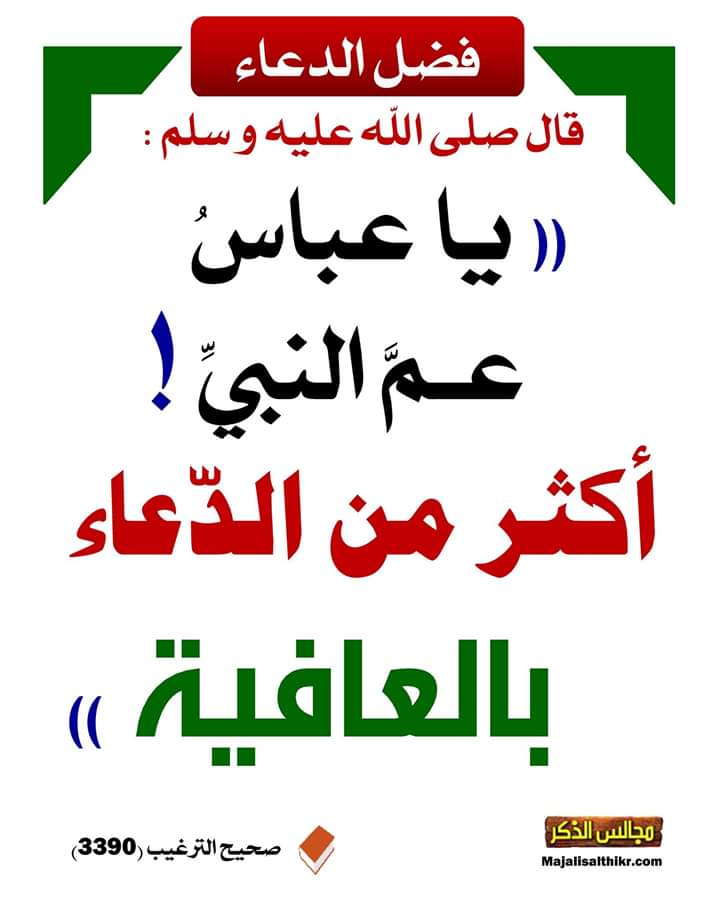 فضل الدعاء
قال صلى الله عليه وسلم :
(( يا عباسُ
عـمَّ النبيِّ !
أكثر من الدّعاء
بالعافية ))
صحيح الترغيب (3390)
مجالس الذكر
Majalisalthikr.com